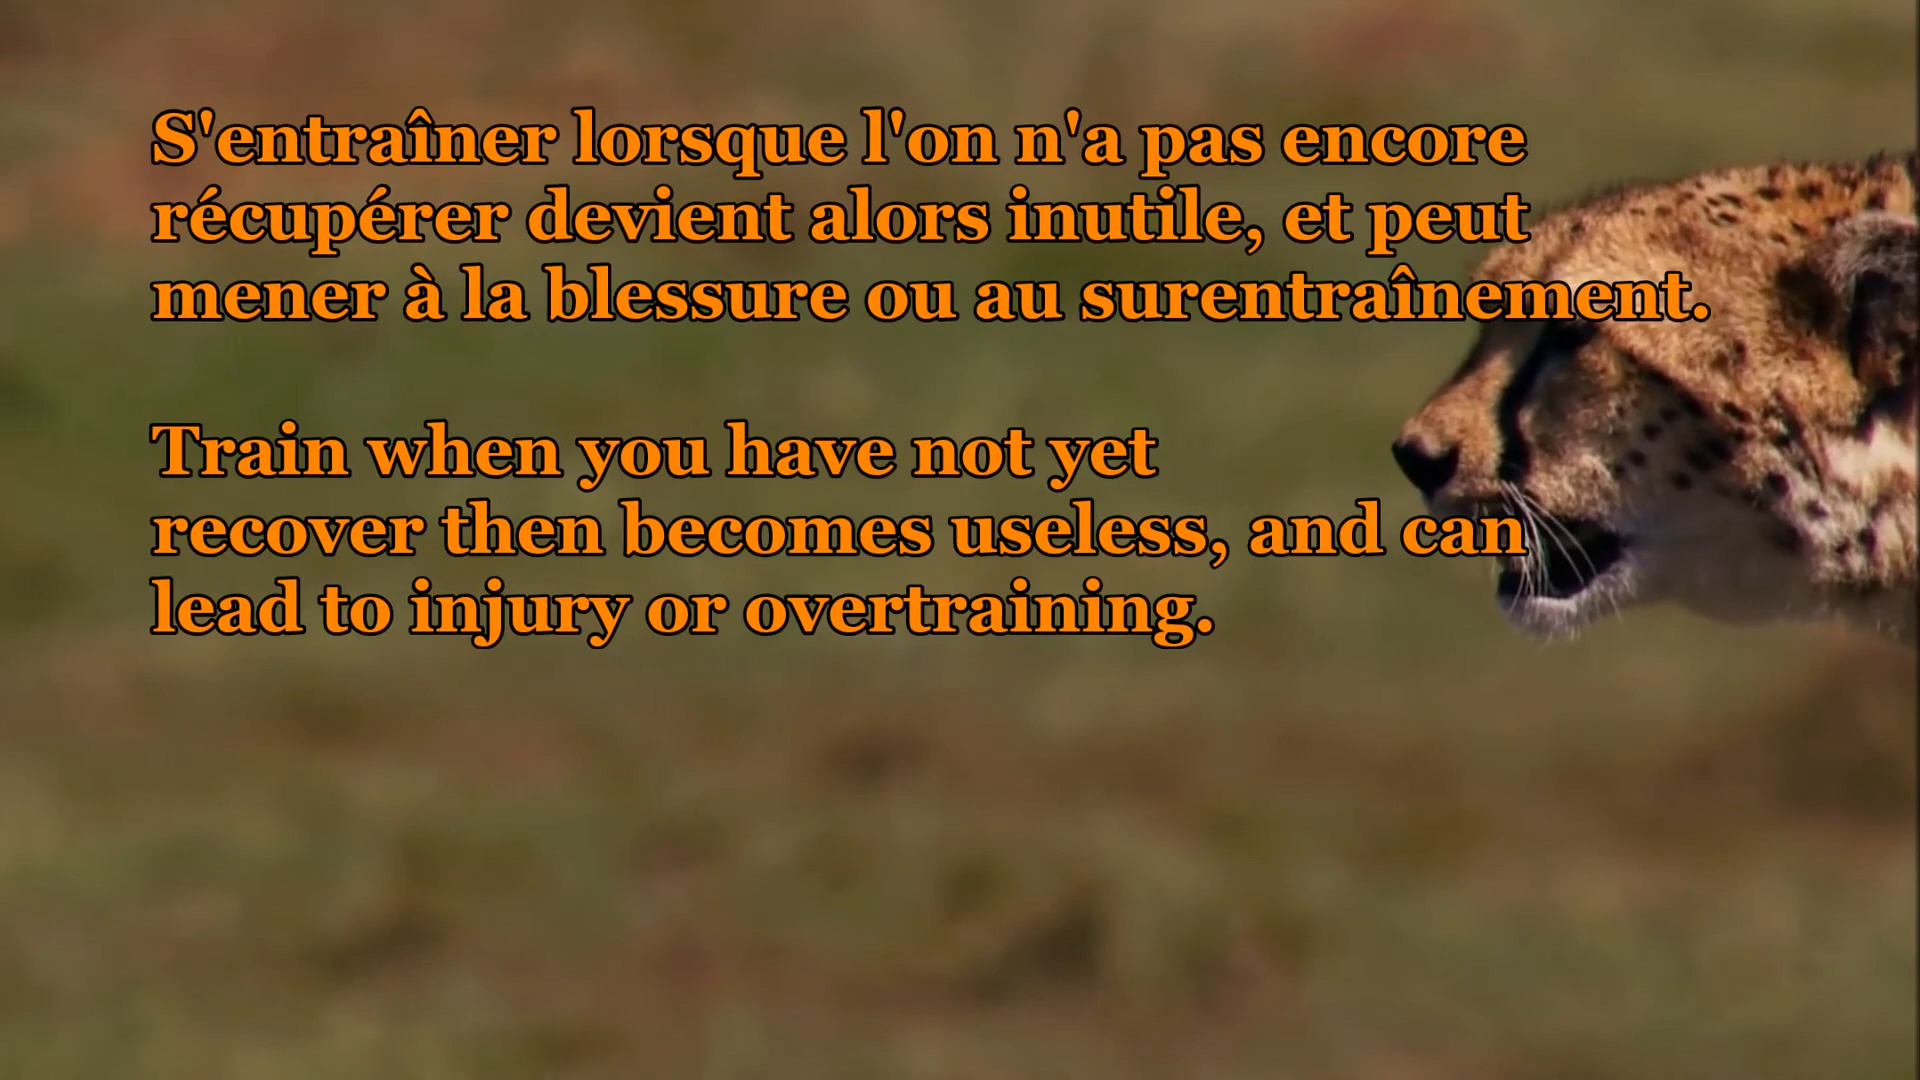 S'entraîner lorsque l'on n'a pas encore
récupérer devient alors inutile, et peut
mener à la blessure ou au surentraînement.
Train when you have not yet
recover then becomes useless, and can
lead to injury or overtraining.